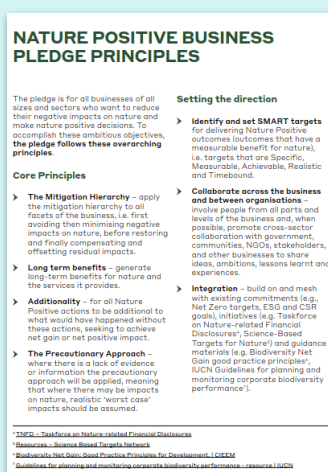 NATURE POSITIVE BUSINESS
PLEDGE PRINCIPLES
The pledge is for all businesses of all
sizes and sectors who want to reduce
their negative impacts on nature and
make nature positive decisions. To
accomplish these ambitious objectives,
the pledge follows these overarching
principles.
Core Principles
The Mitigation Hierarchy – apply
the mitigation hierarchy to all
facets of the business, i.e. first
avoiding then minimising negative
impacts on nature, before restoring
and finally compensating and
offsetting residual impacts.
Long term benefits – generate
long-term benefits for nature and
the services it provides.
Additionality – for all Nature
Positive actions to be additional to
what would have happened without
these actions, seeking to achieve
net gain or net positive impact.
The Precautionary Approach –
where there is a lack of evidence
or information the precautionary
approach will be applied, meaning
that where there may be impacts
on nature, realistic 'worst case'
impacts should be assumed.
Setting the direction
Identify and set SMART targets
for delivering Nature Positive
outcomes (outcomes that have a
measurable benefit for nature),
i.e. targets that are Specific,
Measurable, Achievable, Realistic
and Timebound.
Collaborate across the business
and between organisations –
involve people from all parts and
levels of the business and, when
possible, promote cross-sector
collaboration with government,
communities, NGOs, stakeholders,
and other businesses to share
ideas, ambitions, lessons learnt and
experiences.
Integration – build on and mesh
with existing commitments (e.g.,
Net Zero targets, ESG and CSR
goals), initiatives (e.g. Taskforce
on Nature-related Financial
Disclosures, Science-Based
Targets for Nature) and guidance
materials (e.g. Biodiversity Net
Gain good practice principles,
IUCN Guidelines for planning and
monitoring corporate biodiversity
performance).
TNFD – Taskforce on Nature-related Financial Disclosures
Resources – Science Based Targets Network
Biodiversity Net Gain: Good Practice Principles for Development. | CIEEM
Guidelines for planning and monitoring corporate biodiversity performance - resource | IUCN